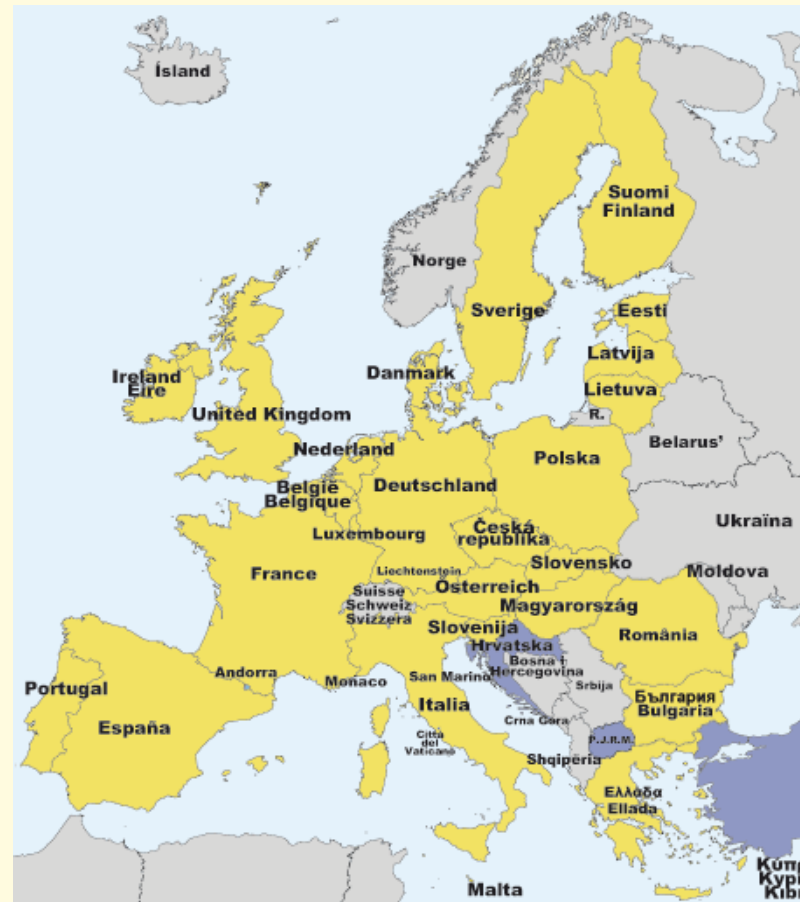 Ísland
Suomi
Finland
Norge
Sverige
Eesti
Latvija
Danmark
Lietuva
Ireland
Éire
R.
United Kingdom
Belarus'
Nederland
Polska
België
Belgique
Deutschland
Ukraïna
Česká
republika
Luxembourg
Slovensko
Liechtenstein
Moldova
France
Österreich
Suisse
Schweiz
Svizzera
Magyarország
Slovenija
România
Hrvatska
Bosna i
Hercegovina
Andorra
San Marino
Monaco
Srbija
Portugal
България
Bulgaria
Italia
España
Crna Gora
Città
del
Vaticano
P.J.R.M.
Shqipëria
Ελλάδα
Ellada
Malta